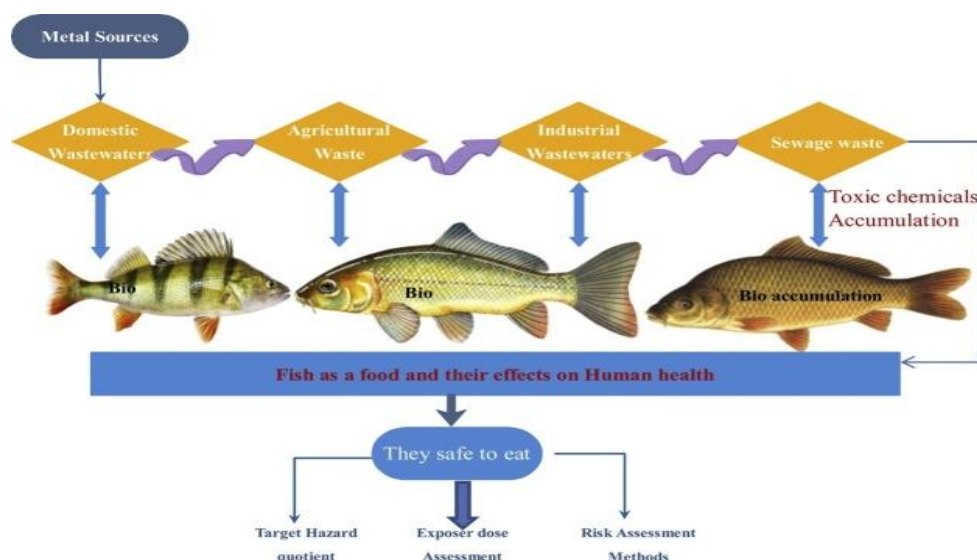 Metal Sources
Domestic
Wastewaters
Agricultural
Waste
Industrial
Wastewaters
Sewage waste
Toxic chemicals
Accumulation
Bio
Bio
Bio accumulation
Fish as a food and their effects on Human health
They safe to eat
Target Hazard
quotient
Exposer dose
Assessment
Risk Assessment
Methods